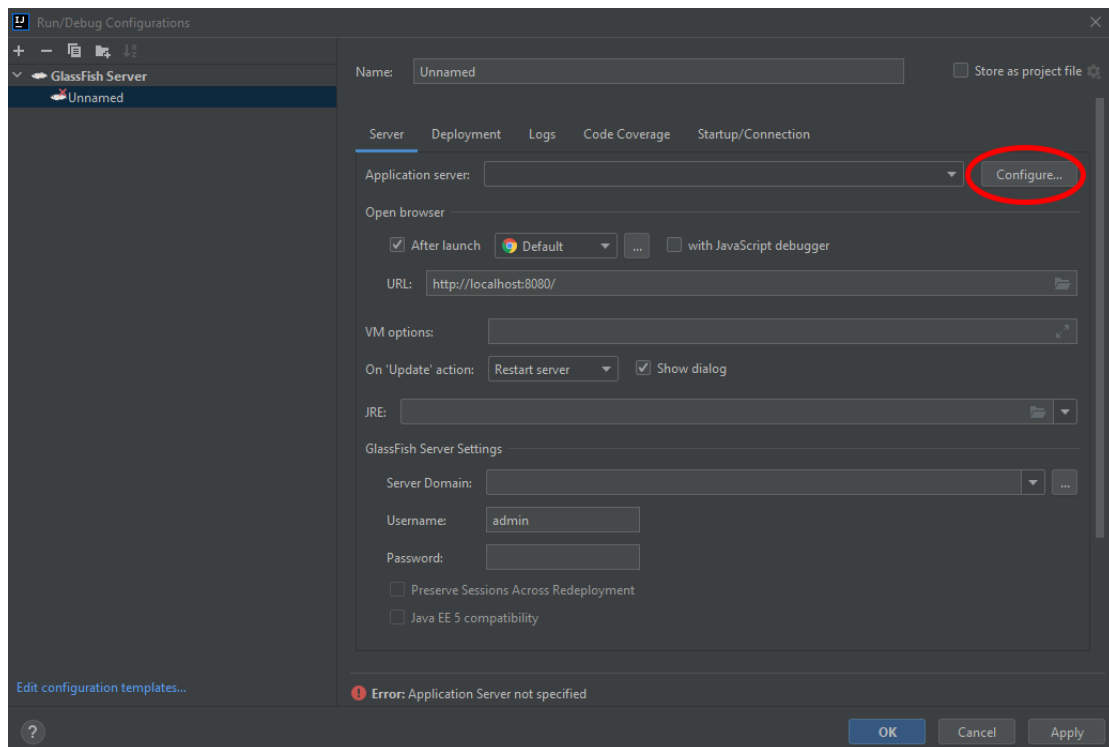 Run/Debug Configurations
GlassFish Server
Unnamed
Name: Unnamed
Store as project file
Server Deployment Logs Code Coverage Startup/Connection
Application server: Configure...
Open browser
After launch Default ... with JavaScript debugger
URL: http://localhost:8080/
VM options:
On 'Update' action: Restart server Show dialog
JRE:
GlassFish Server Settings
Server Domain: ...
Username: admin
Password:
Preserve Sessions Across Redeployment
Java EE 5 compatibility
Edit configuration templates...
Error: Application Server not specified
? OK Cancel Apply